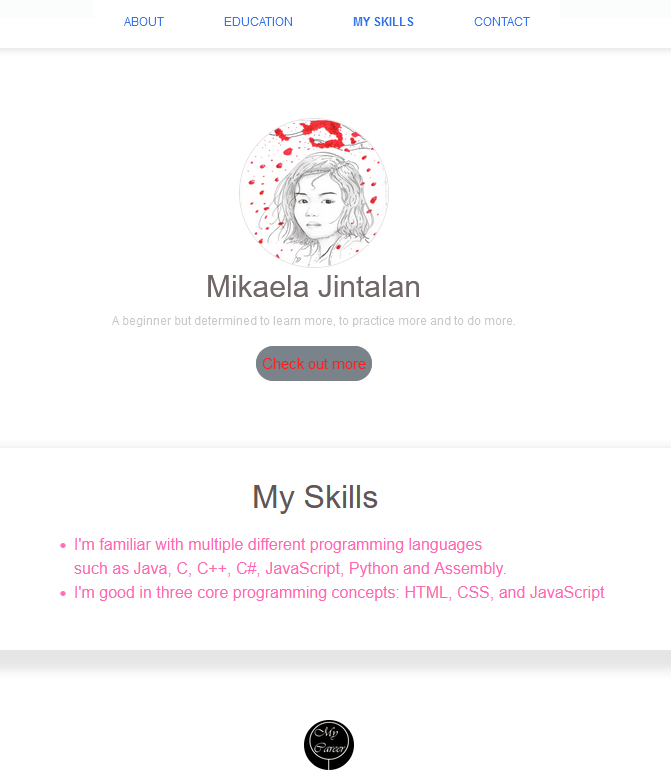 ABOUT EDUCATION MY SKILLS CONTACT
Mikaela Jintalan
A beginner but determined to learn more, to practice more and to do more.
Check out more
My Skills
• I'm familiar with multiple different programming languages
such as Java, C, C++, C#, JavaScript, Python and Assembly.
• I'm good in three core programming concepts: HTML, CSS, and JavaScript
My
Career